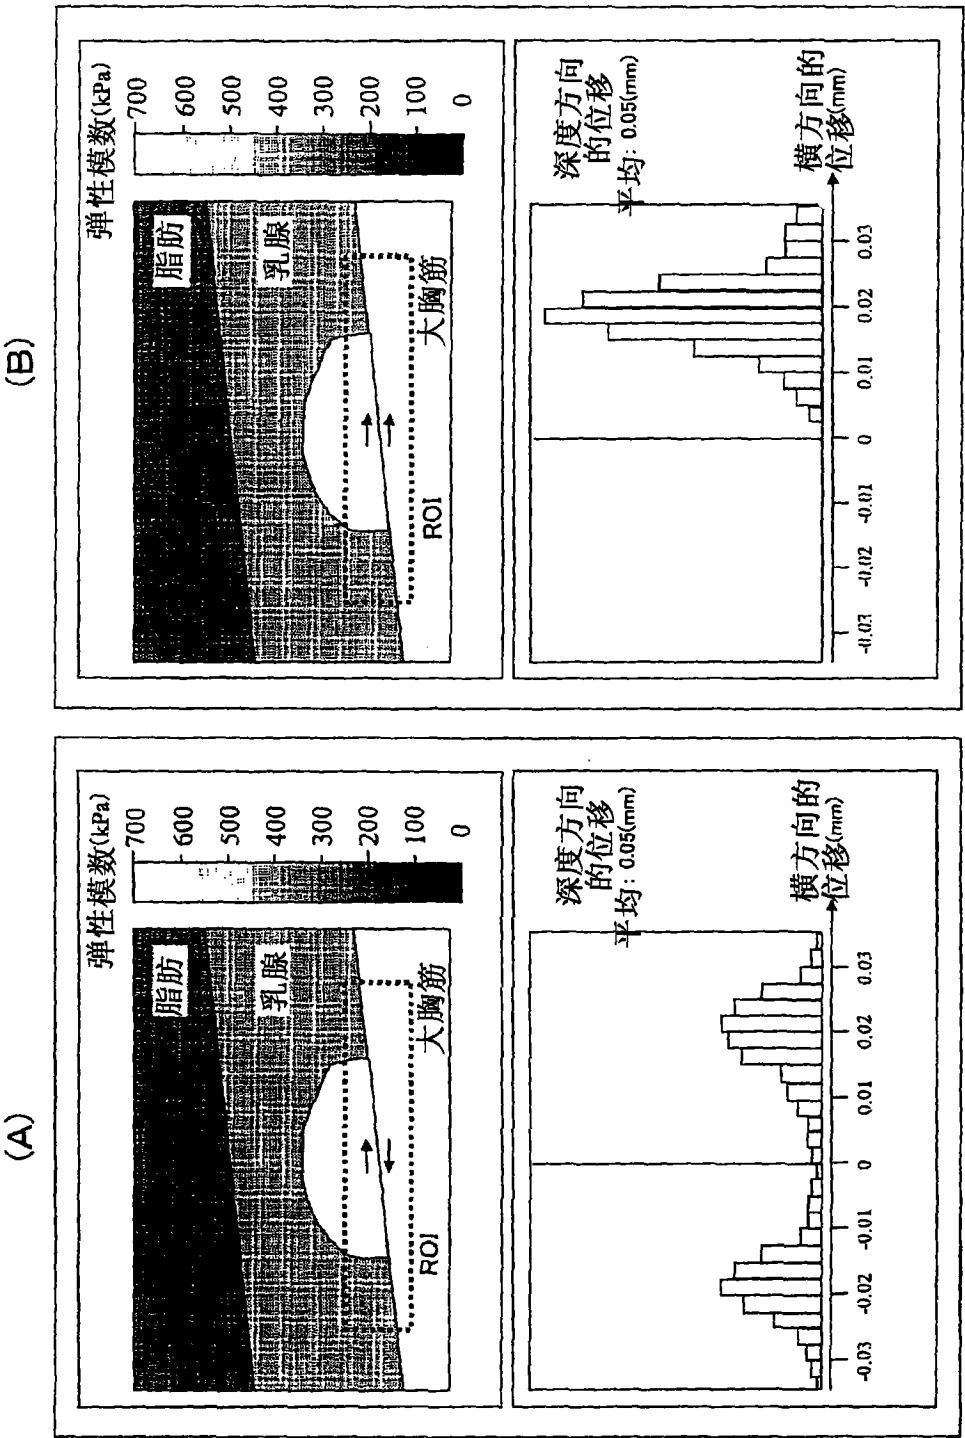 (A)
弹性模数(kPa)
脂肪
乳腺
大胸筋
ROI
700
600
500
400
300
200
100
0
深度方向
的位移
平均: 0.05(mm)
横方向的
位移(mm)
-0.03
-0.02
-0.01
0
0.01
0.02
0.03
(B)
弹性模数(kPa)
脂肪
乳腺
大胸筋
ROI
700
600
500
400
300
200
100
0
深度方向
的位移
平均: 0.05(mm)
横方向的
位移(mm)
-0.03
-0.02
-0.01
0
0.01
0.02
0.03